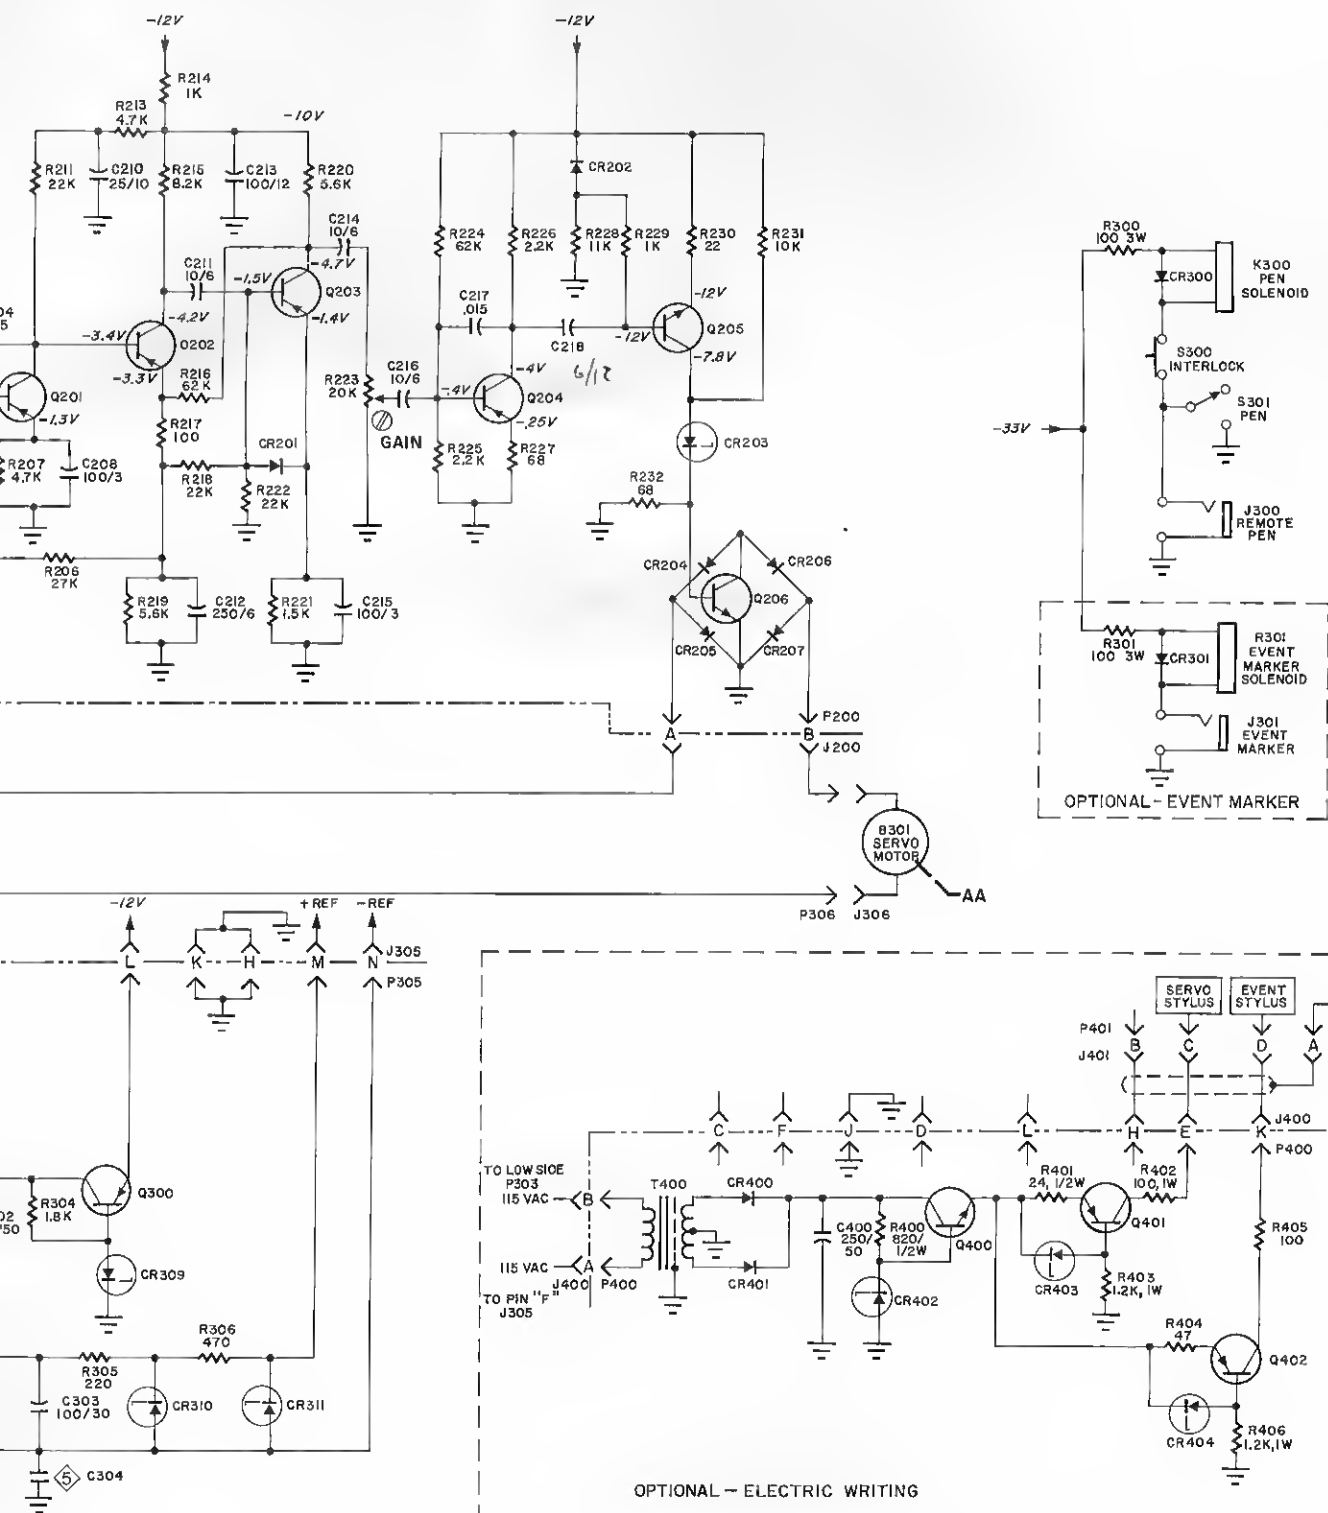 -12V
-12V
R214
1K
R213
4.7K
-10V
R211
22K
C210
25/10
R215
8.2K
C213
100/12
R220
5.6K
CR202
C214
10/6
R224
62K
R226
2.2K
R228
11K
R229
1K
R230
22
R231
10K
R300
100 3W
CR300
K300
PEN
SOLENOID
C211
10/6
-1.5V
-4.7V
Q203
-1.4V
C217
.015
C218
6/12
-12V
-12V
Q205
-7.8V
-4.2V
-3.4V
Q202
-3.3V
R216
62K
R223
20K
C216
10/6
-.4V
-4V
Q204
-.25V
S300
INTERLOCK
S301
PEN
Q201
-1.3V
R217
100
CR201
GAIN
R225
2.2K
R227
68
CR203
-33V
R207
4.7K
C208
100/3
R218
22K
R222
22K
R232
68
J300
REMOTE
PEN
R206
27K
CR204
CR206
Q206
CR205
CR207
R219
5.6K
C212
250/6
R221
1.5K
C215
100/3
R301
100 3W
CR301
R301
EVENT
MARKER
SOLENOID
J301
EVENT
MARKER
OPTIONAL - EVENT MARKER
A
B
P200
J200
B301
SERVO
MOTOR
AA
P306
J306
-12V
+REF
-REF
L
K
H
M
N
J305
P305
SERVO
STYLUS
EVENT
STYLUS
P401
J401
B
C
D
A
C
F
J
D
L
H
E
K
J400
P400
TO LOW SIDE
P303
115 VAC
B
T400
CR400
R401
24, 1/2W
R402
100,1W
Q401
Q300
R304
1.8K
C400
250/
50
R400
820/
1/2W
Q400
R405
100
115 VAC
A
J400
P400
CR401
CR309
TO PIN "F"
J305
CR402
CR403
R403
1.2K, 1W
R404
47
Q402
R306
470
R305
220
C303
100/30
CR310
CR311
CR404
R406
1.2K,1W
5
C304
OPTIONAL - ELECTRIC WRITING